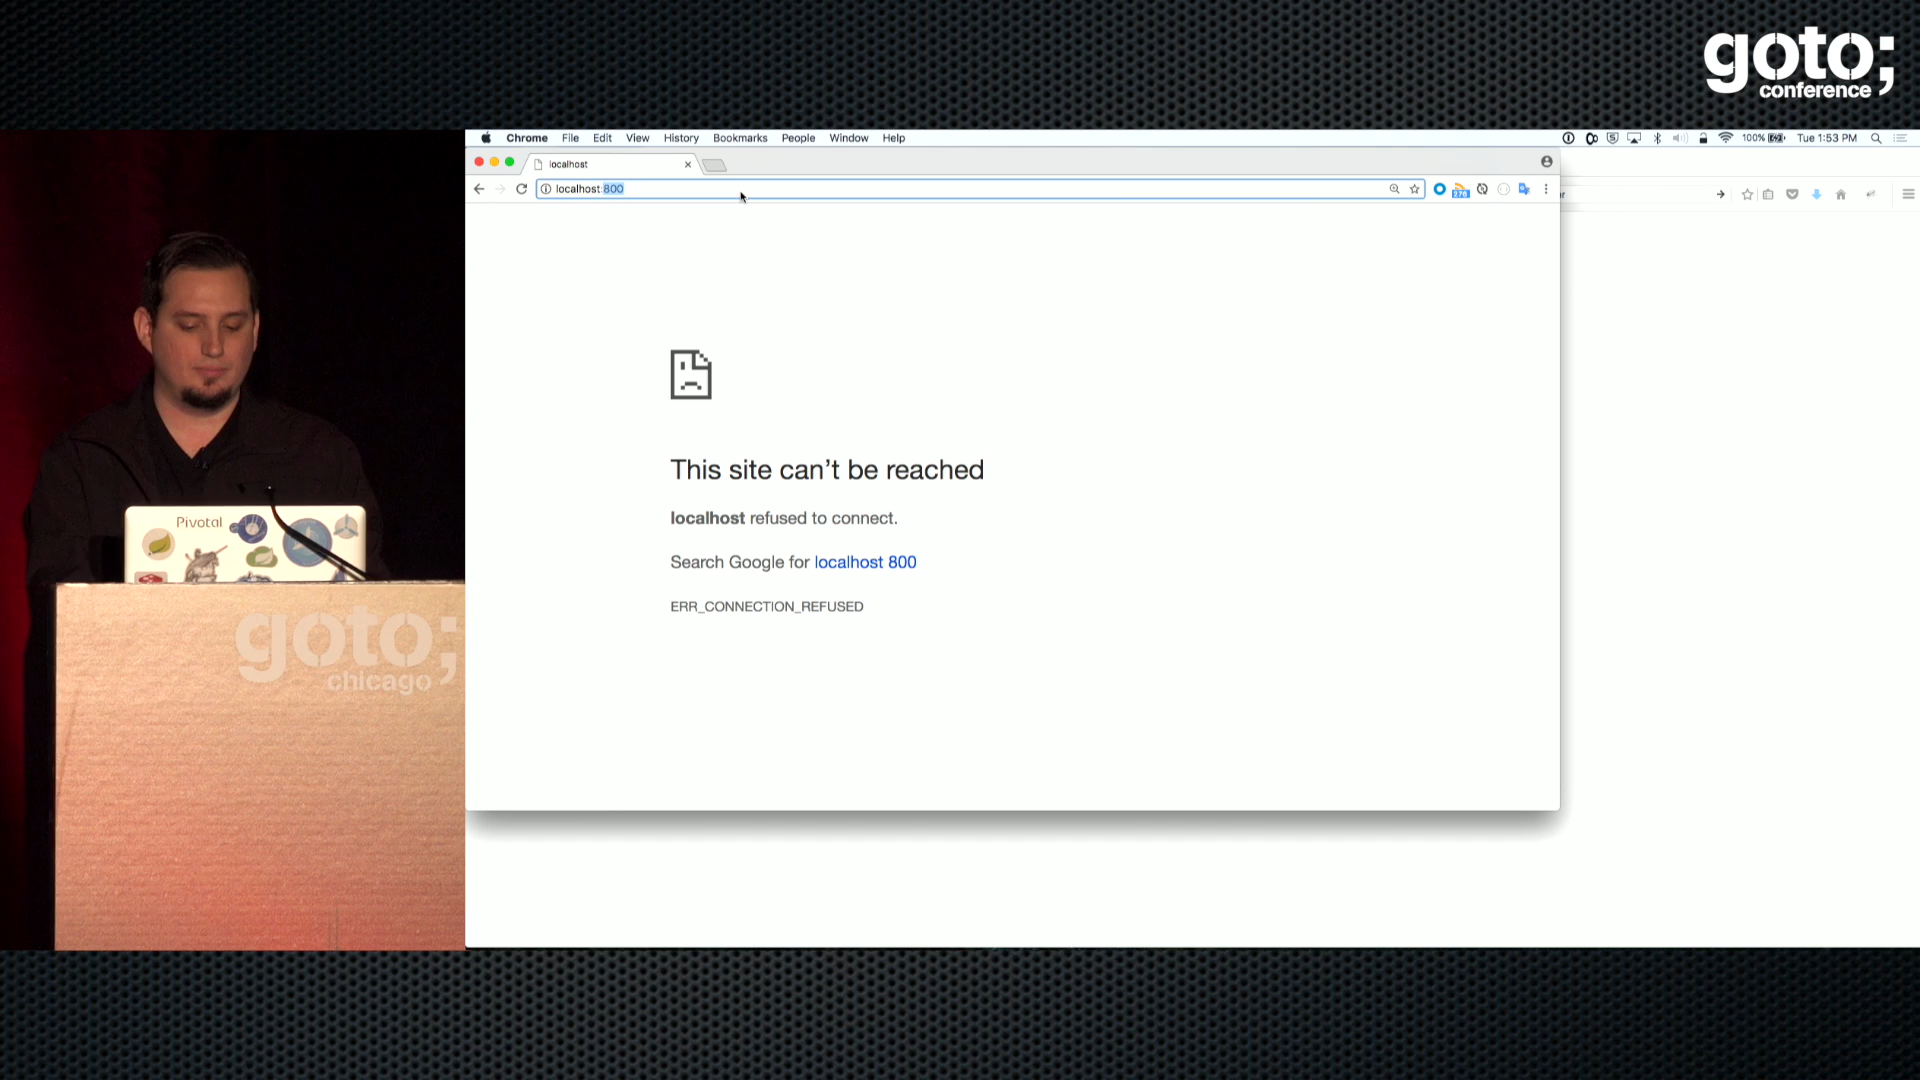 goto;
conference
Chrome File Edit View History Bookmarks People Window Help
100% Tue 1:53 PM
localhost
localhost:800
276
This site can’t be reached
localhost refused to connect.
Search Google for localhost 800
ERR_CONNECTION_REFUSED
Pivotal
goto;
chicago